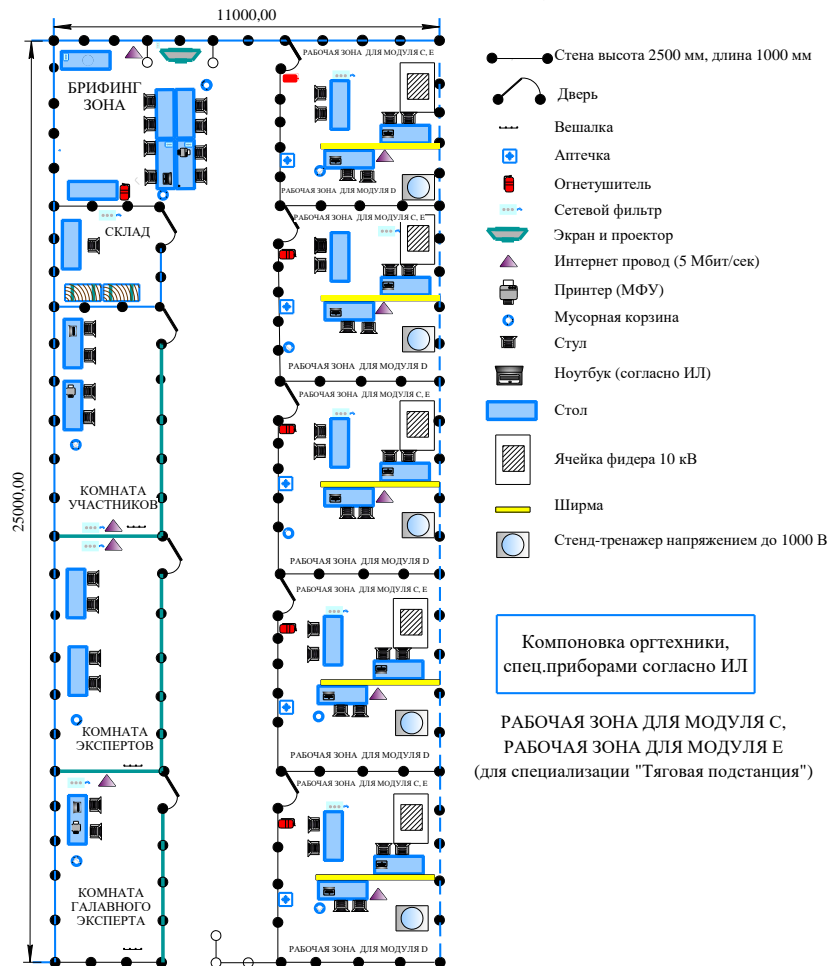 11000,00
25000,00
БРИФИНГ
ЗОНА
СКЛАД
КОМНАТА
УЧАСТНИКОВ
КОМНАТА
ЭКСПЕРТОВ
КОМНАТА
ГАЛАВНОГО
ЭКСПЕРТА
РАБОЧАЯ ЗОНА ДЛЯ МОДУЛЯ С, Е
РАБОЧАЯ ЗОНА ДЛЯ МОДУЛЯ D
РАБОЧАЯ ЗОНА ДЛЯ МОДУЛЯ С, Е
РАБОЧАЯ ЗОНА ДЛЯ МОДУЛЯ D
РАБОЧАЯ ЗОНА ДЛЯ МОДУЛЯ С, Е
РАБОЧАЯ ЗОНА ДЛЯ МОДУЛЯ D
РАБОЧАЯ ЗОНА ДЛЯ МОДУЛЯ С, Е
РАБОЧАЯ ЗОНА ДЛЯ МОДУЛЯ D
РАБОЧАЯ ЗОНА ДЛЯ МОДУЛЯ С, Е
РАБОЧАЯ ЗОНА ДЛЯ МОДУЛЯ D
Стена высота 2500 мм, длина 1000 мм
Дверь
Вешалка
Аптечка
Огнетушитель
Сетевой фильтр
Экран и проектор
Интернет провод (5 Мбит/сек)
Принтер (МФУ)
Мусорная корзина
Стул
Ноутбук (согласно ИЛ)
Стол
Ячейка фидера 10 кВ
Ширма
Стенд-тренажер напряжением до 1000 В
Компоновка оргтехники,
спец.приборами согласно ИЛ
РАБОЧАЯ ЗОНА ДЛЯ МОДУЛЯ С,
РАБОЧАЯ ЗОНА ДЛЯ МОДУЛЯ Е
(для специализации "Тяговая подстанция")